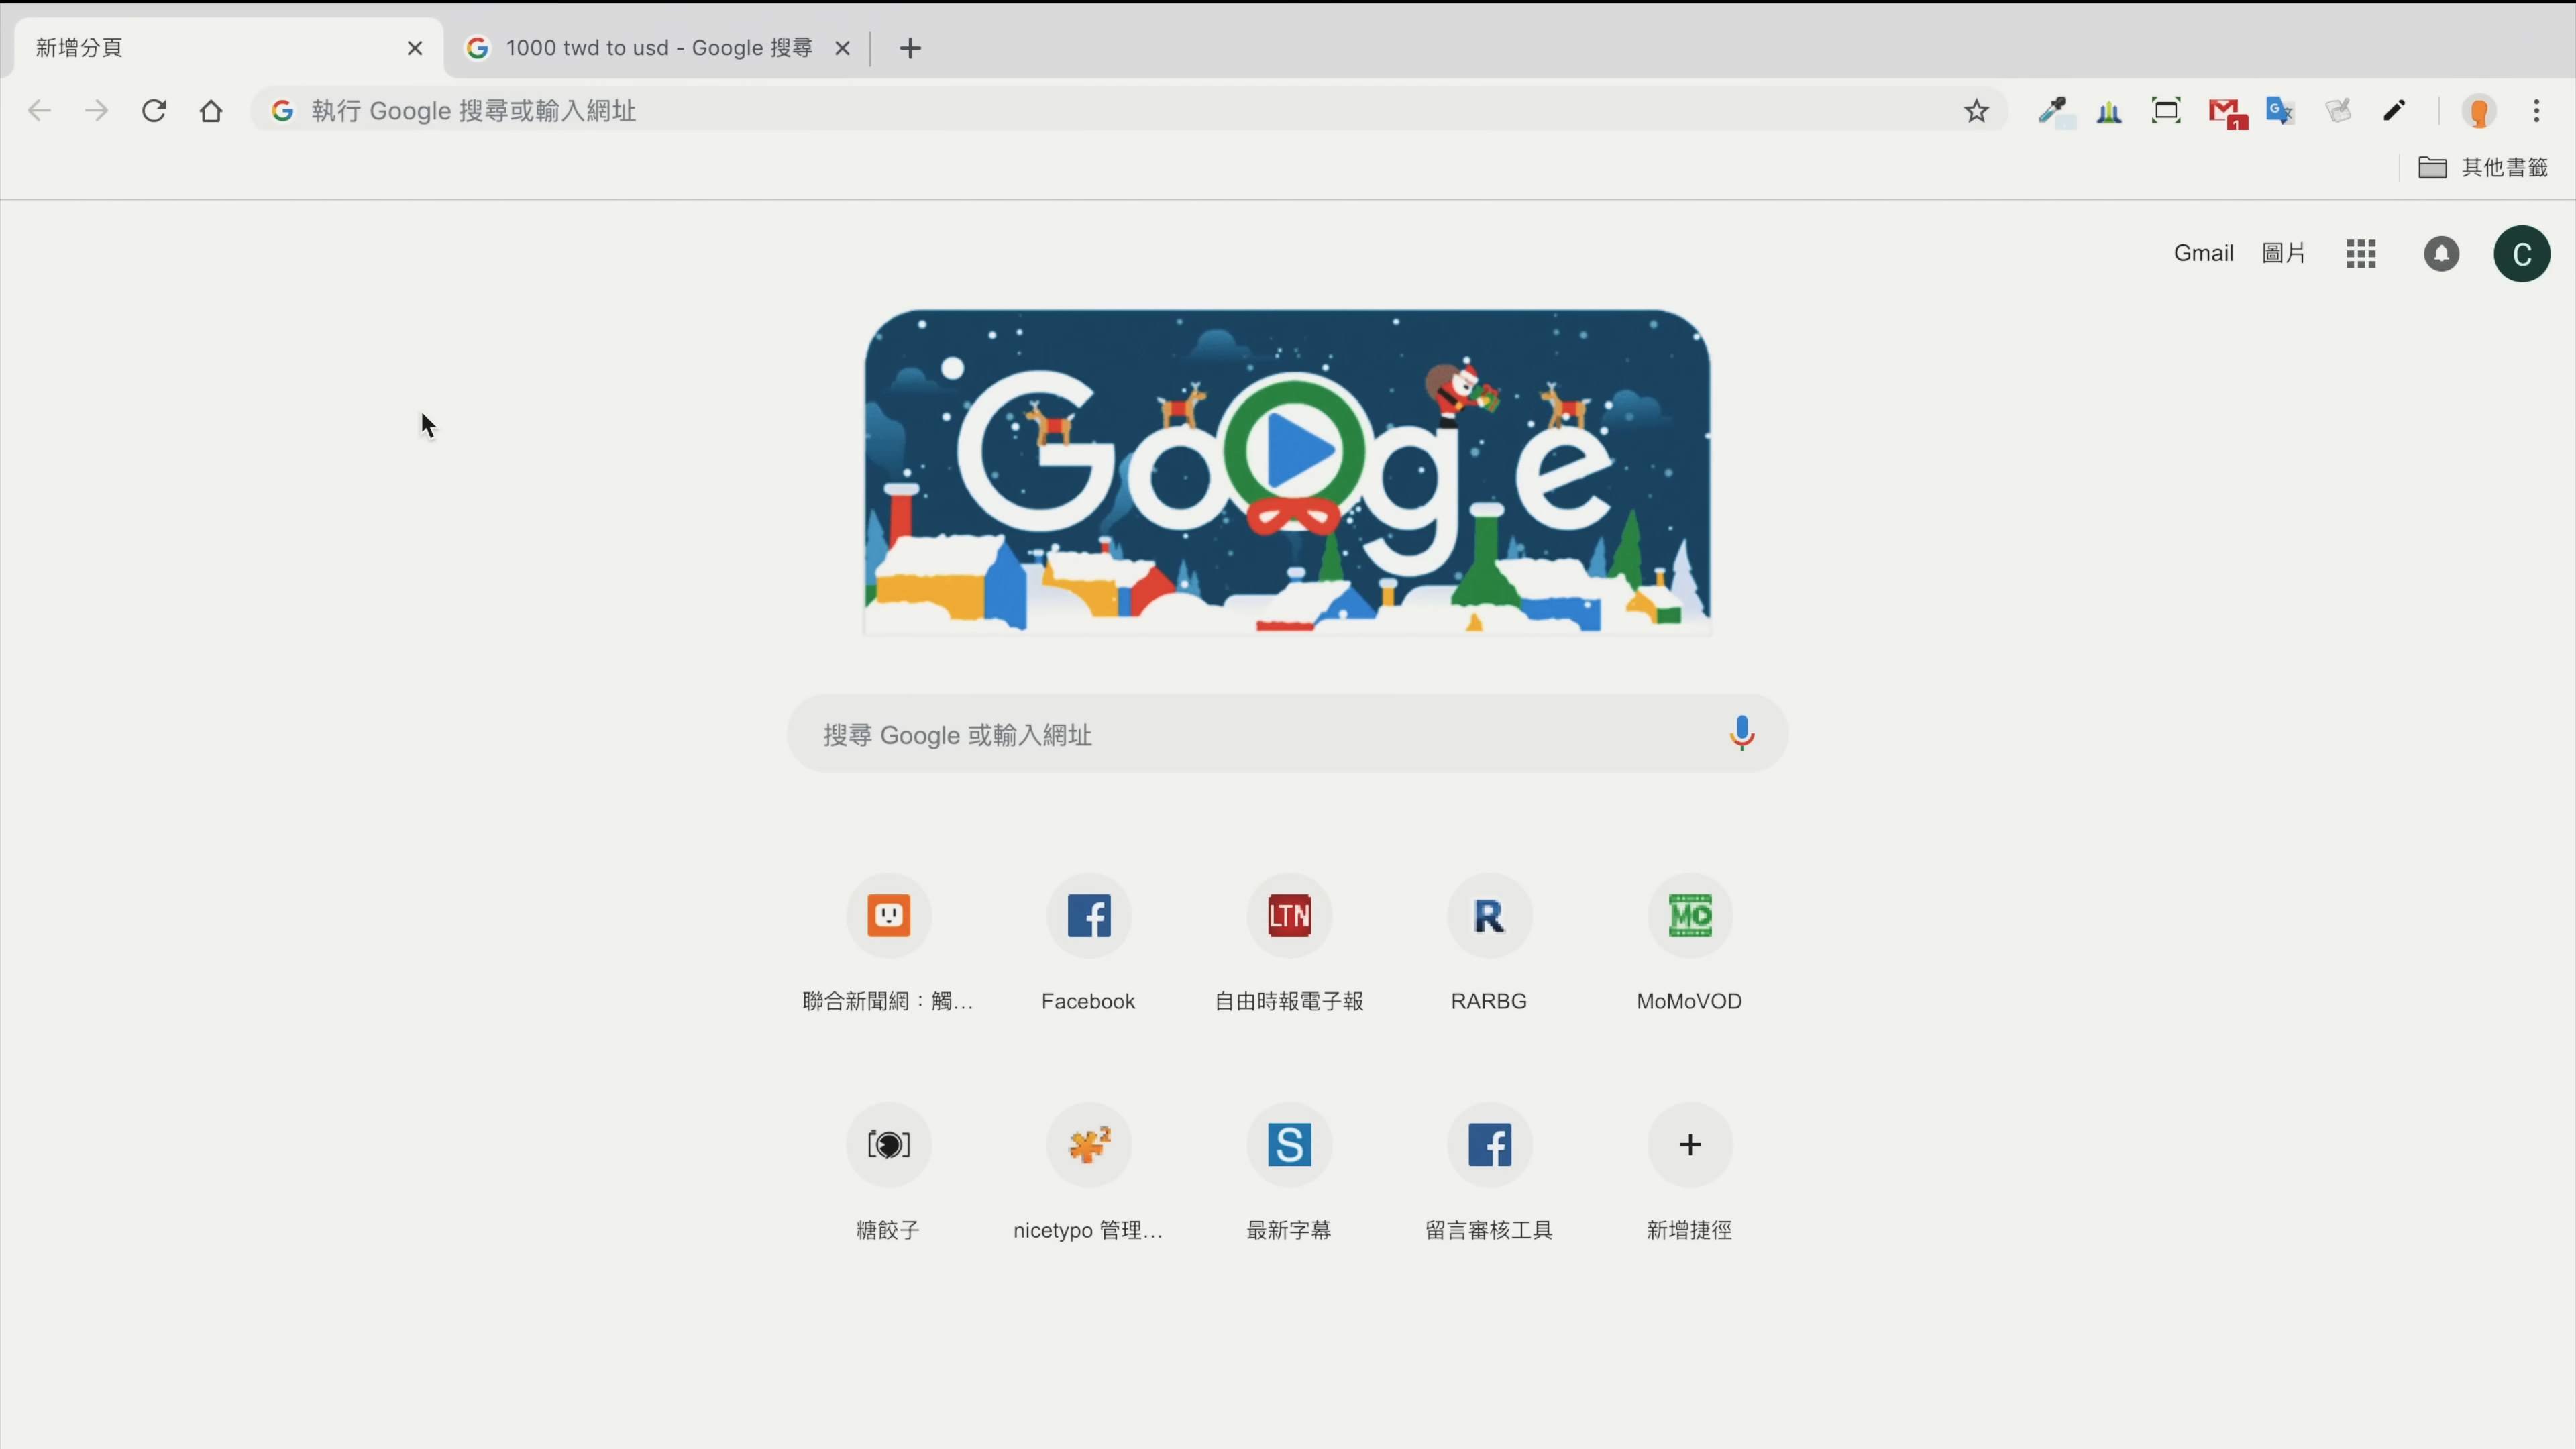 新增分頁
1000 twd to usd - Google 搜尋
執行 Google 搜尋或輸入網址
1
其他書籤
Gmail
圖片
C
Google
搜尋 Google 或輸入網址
LTN
R
MO
聯合新聞網：觸…
Facebook
自由時報電子報
RARBG
MoMoVOD
S
糖餃子
nicetypo 管理…
最新字幕
留言審核工具
新增捷徑